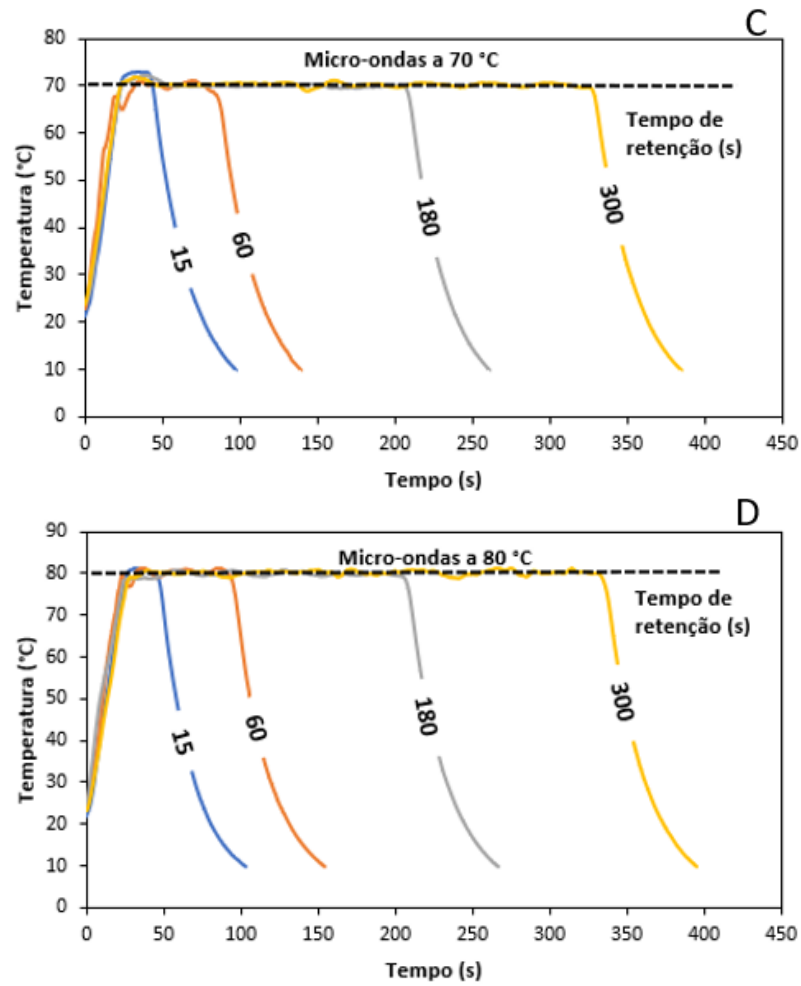 C
80
Micro-ondas a 70 °C
70
60
Tempo de
retenção (s)
50
40
30
20
10
0
Temperatura (°C)
15
60
180
300
0 50 100 150 200 250 300 350 400 450
Tempo (s)
D
90
Micro-ondas a 80 °C
80
70
Tempo de
retenção (s)
60
50
40
30
20
10
0
Temperatura (°C)
15
60
180
300
0 50 100 150 200 250 300 350 400 450
Tempo (s)